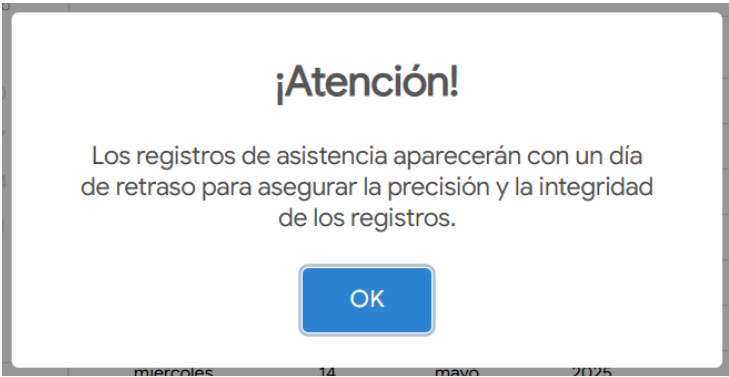 ¡Atención!
Los registros de asistencia aparecerán con un día
de retraso para asegurar la precisión y la integridad
de los registros.
OK
miércoles 14 mayo 2025